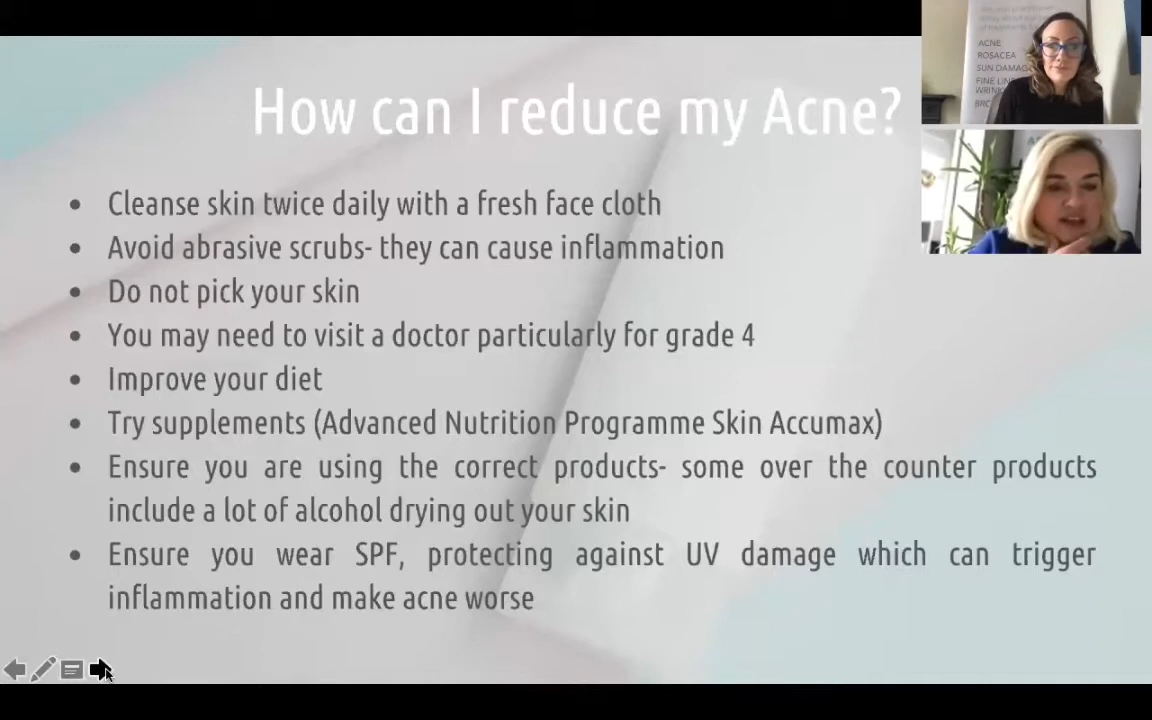 How can I reduce my Acne?
• Cleanse skin twice daily with a fresh face cloth
• Avoid abrasive scrubs- they can cause inflammation
• Do not pick your skin
• You may need to visit a doctor particularly for grade 4
• Improve your diet
• Try supplements (Advanced Nutrition Programme Skin Accumax)
• Ensure you are using the correct products- some over the counter products
include a lot of alcohol drying out your skin
• Ensure you wear SPF, protecting against UV damage which can trigger
inflammation and make acne worse
ACNE
ROSACEA
SUN DAMAG
FINE LIN
WRINK